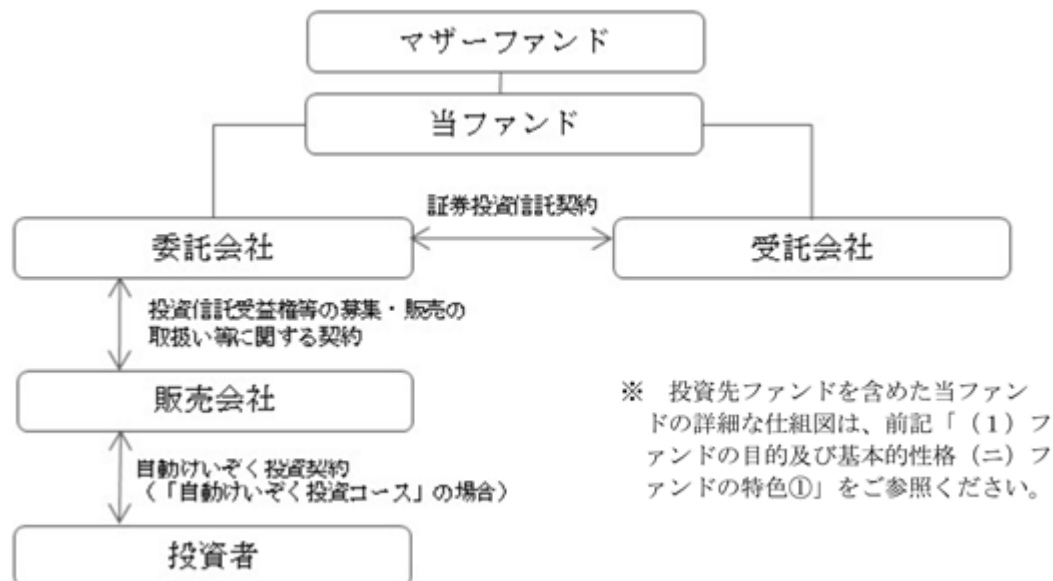 マザーファンド
当ファンド
証券投資信託契約
委託会社
受託会社
投資信託受益権等の募集・販売の
取扱い等に関する契約
販売会社
※ 投資先ファンドを含めた当ファン
ドの詳細な仕組図は、前記「（１）フ
ァンドの目的及び基本的性格（ニ）フ
ァンドの特色①」をご参照ください。
自動けいぞく投資契約
（「自動けいぞく投資コース」の場合）
投資者